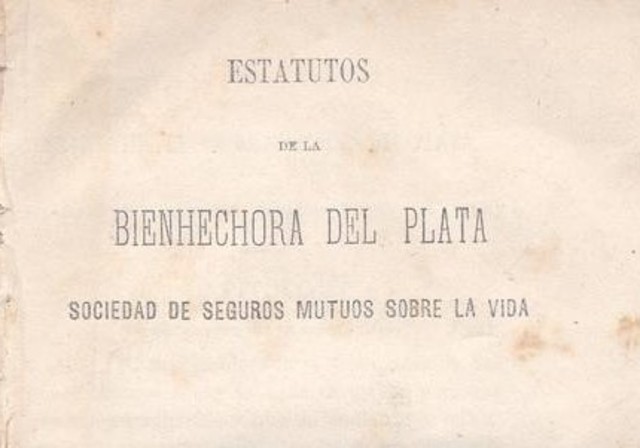 ESTATUTOS
DE LA
BIENHECHORA DEL PLATA
SOCIEDAD DE SEGUROS MUTUOS SOBRE LA VIDA